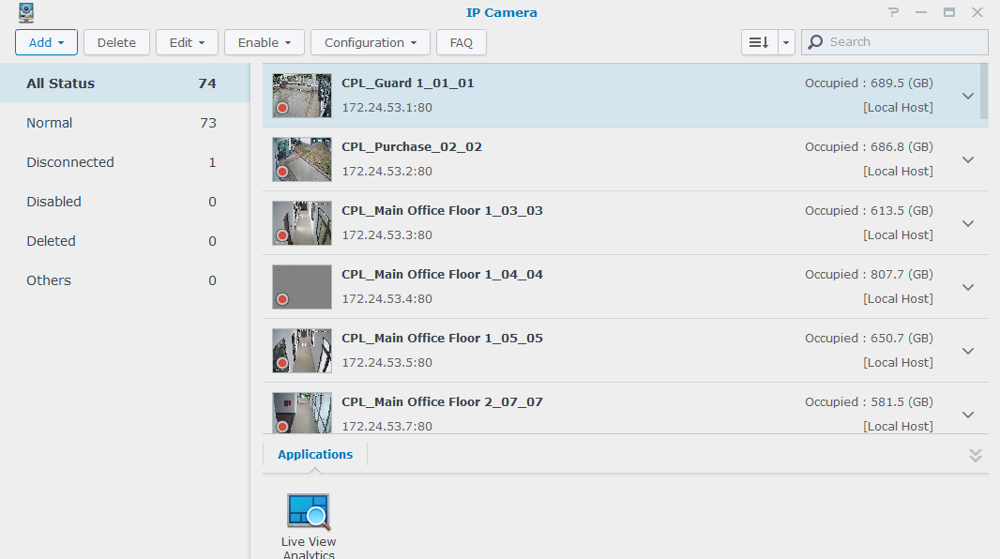 IP Camera
Add Delete Edit Enable Configuration FAQ Search
All Status 74
Normal 73
Disconnected 1
Disabled 0
Deleted 0
Others 0
CPL_Guard 1_01_01 Occupied : 689.5 (GB)
172.24.53.1:80 [Local Host]
CPL_Purchase_02_02 Occupied : 686.8 (GB)
172.24.53.2:80 [Local Host]
CPL_Main Office Floor 1_03_03 Occupied : 613.5 (GB)
172.24.53.3:80 [Local Host]
CPL_Main Office Floor 1_04_04 Occupied : 807.7 (GB)
172.24.53.4:80 [Local Host]
CPL_Main Office Floor 1_05_05 Occupied : 650.7 (GB)
172.24.53.5:80 [Local Host]
CPL_Main Office Floor 2_07_07 Occupied : 581.5 (GB)
172.24.53.7:80 [Local Host]
Applications
Live View
Analytics